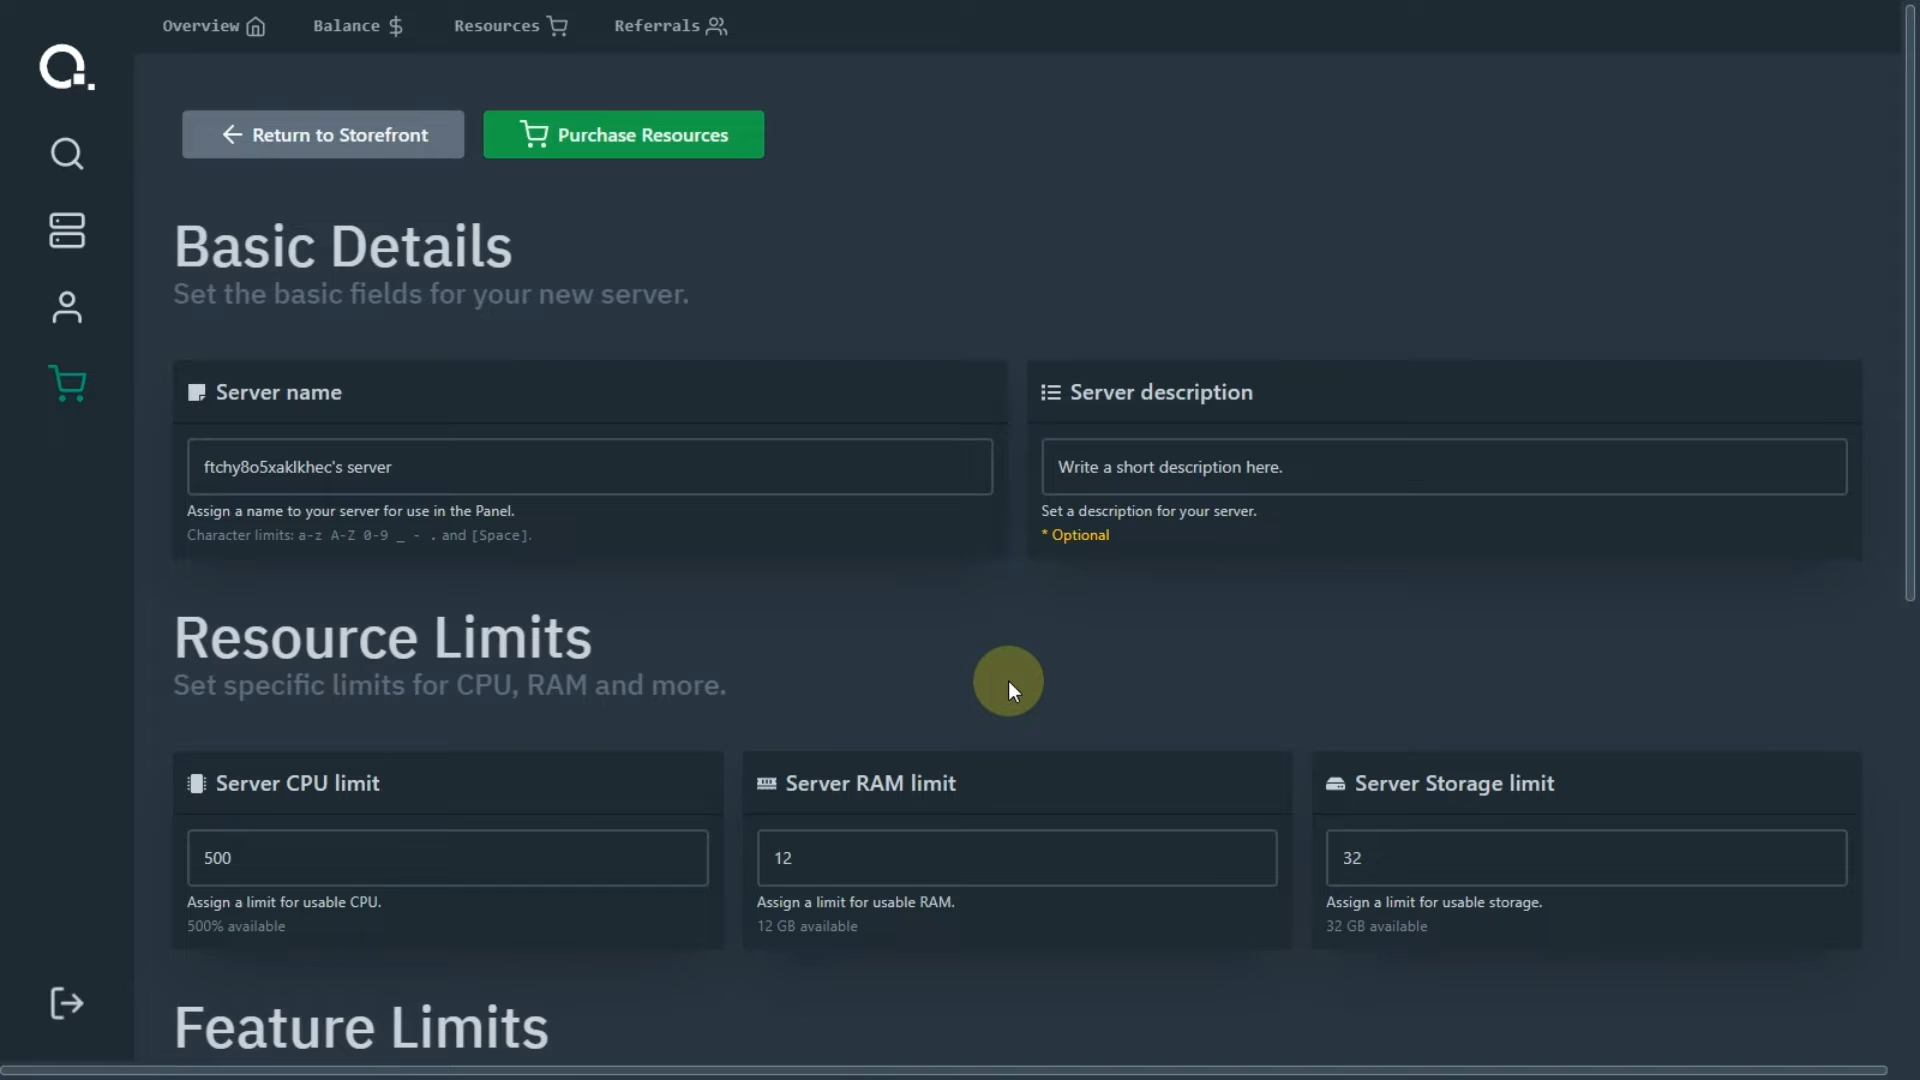 Overview
Balance
Resources
Referrals
Return to Storefront
Purchase Resources
Basic Details
Set the basic fields for your new server.
Server name
Server description
ftchy8o5xaklkhec's server
Write a short description here.
Assign a name to your server for use in the Panel.
Set a description for your server.
Character limits: a-z A-Z 0-9 _ - . and [Space].
* Optional
Resource Limits
Set specific limits for CPU, RAM and more.
Server CPU limit
Server RAM limit
Server Storage limit
500
12
32
Assign a limit for usable CPU.
Assign a limit for usable RAM.
Assign a limit for usable storage.
500% available
12 GB available
32 GB available
Feature Limits